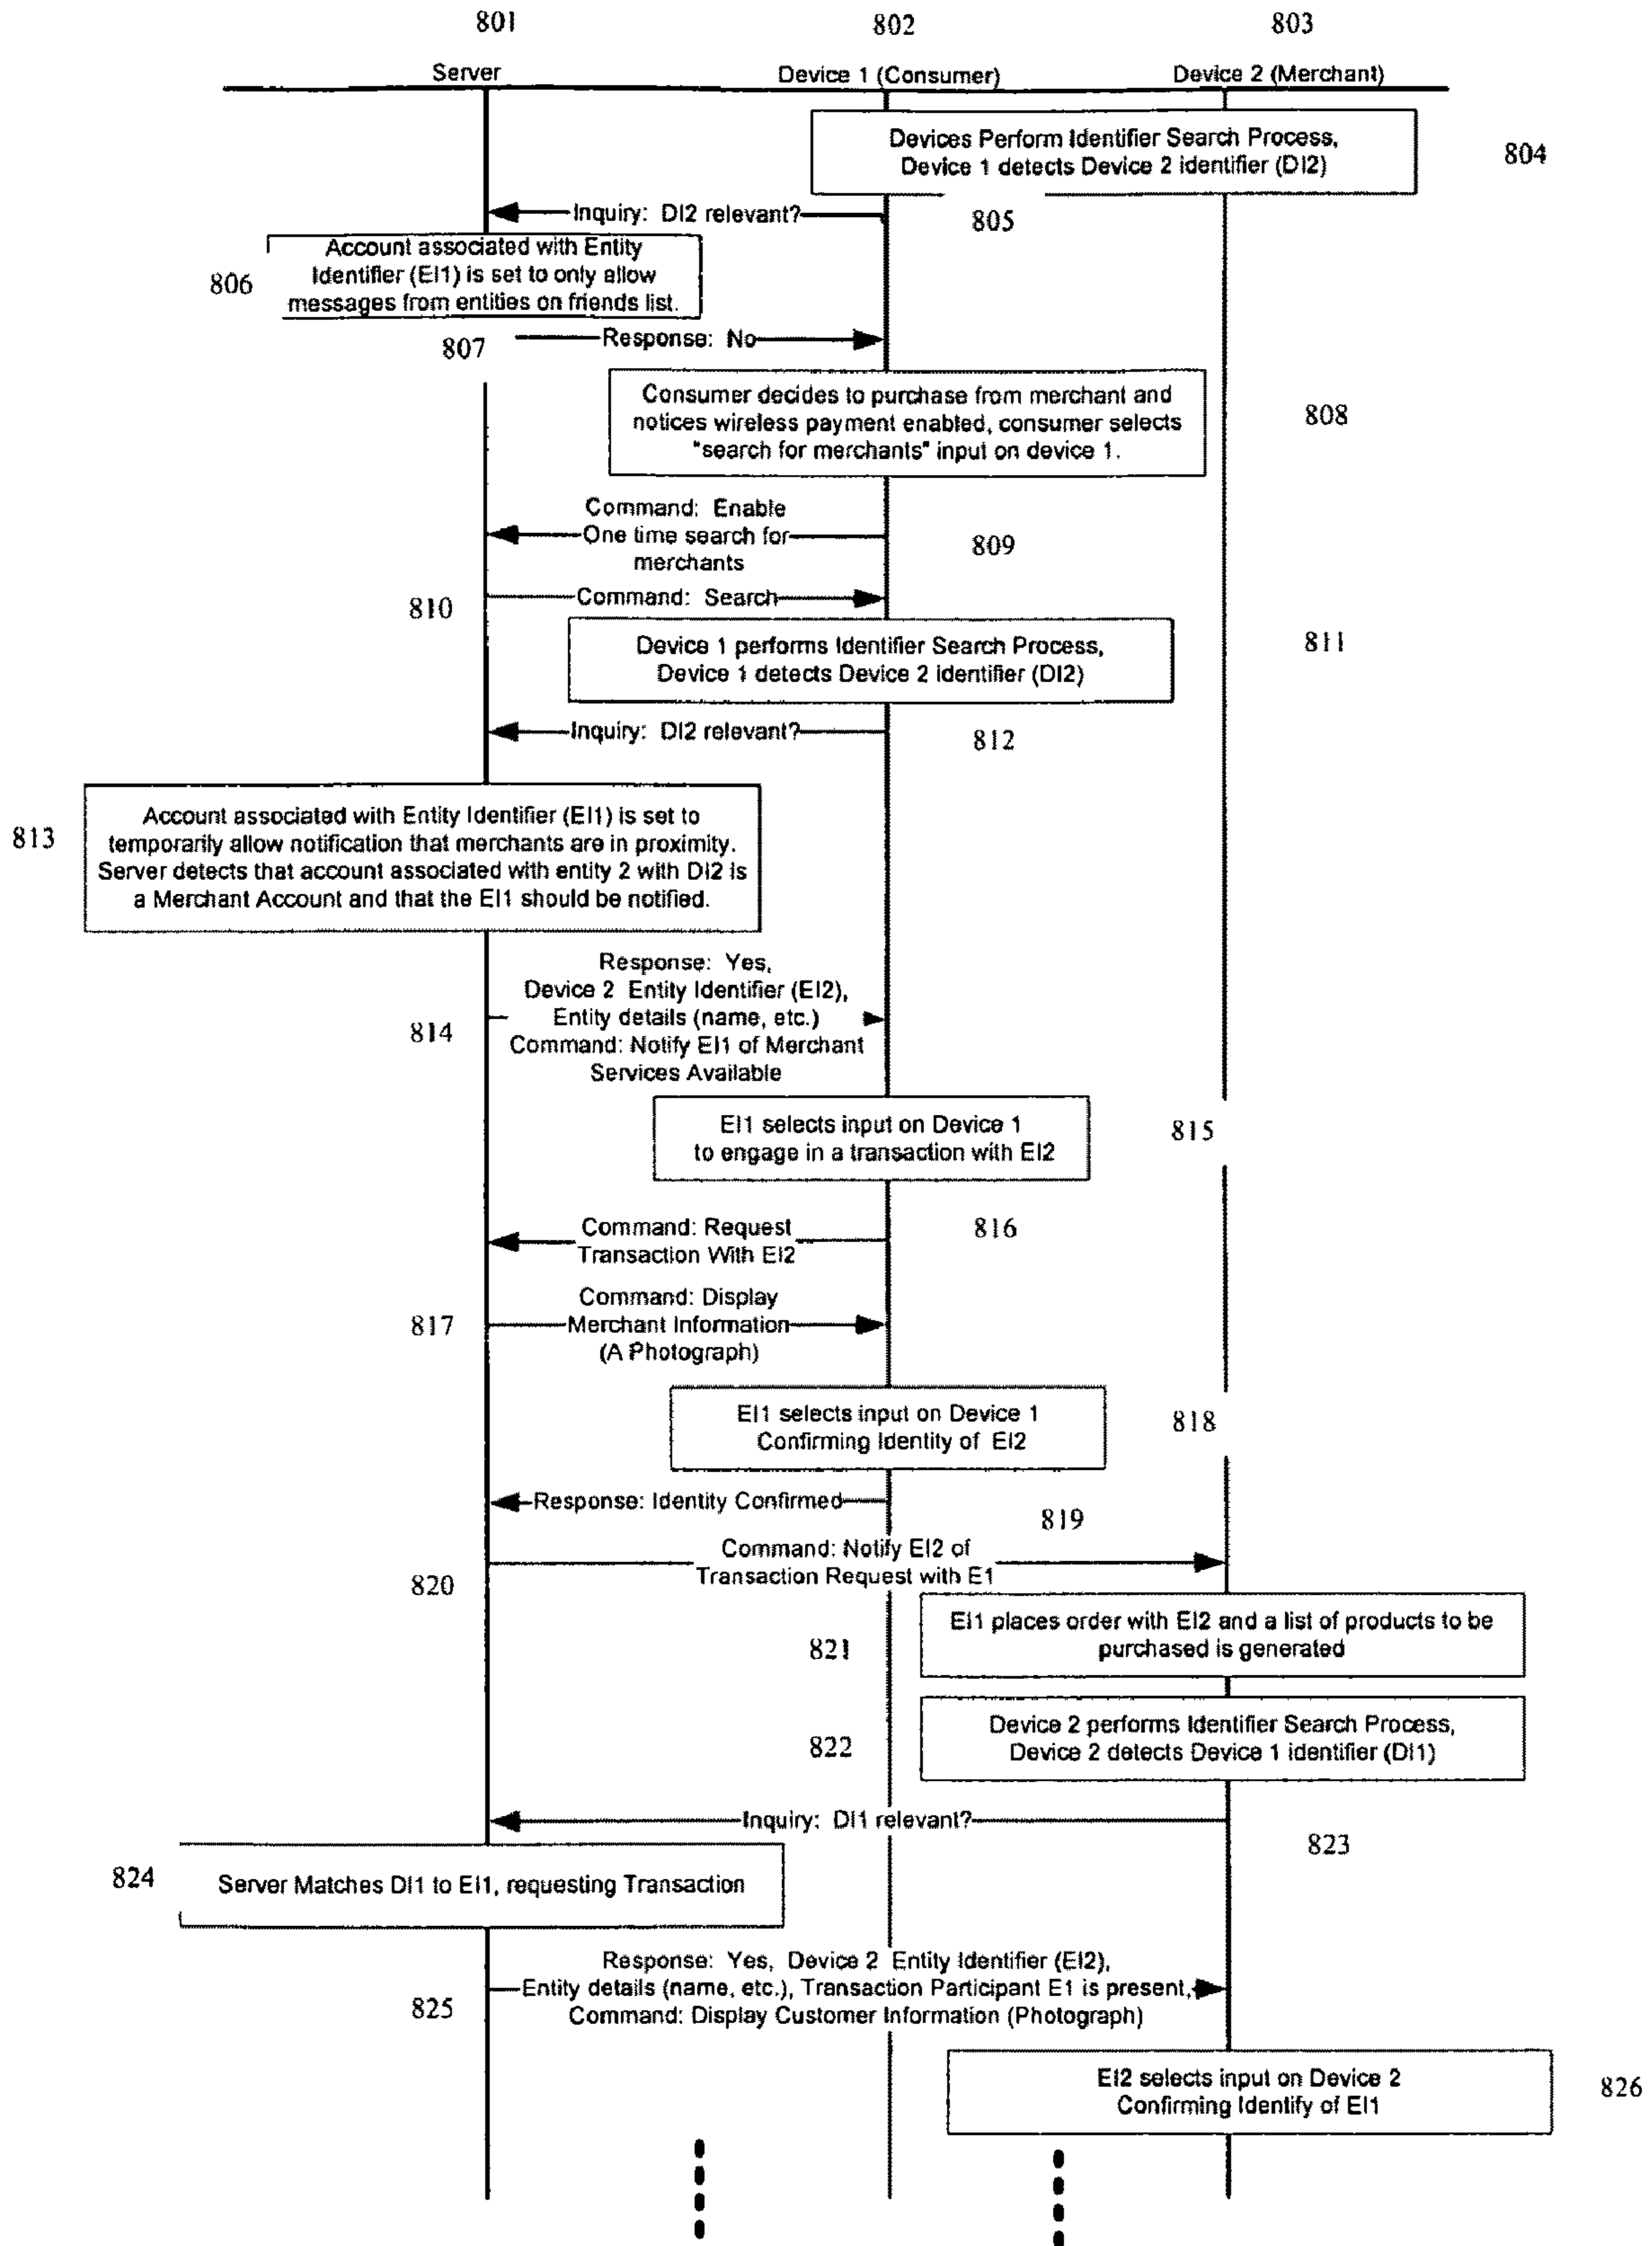 801
802
803
Server
Device 1 (Consumer)
Device 2 (Merchant)
Devices Perform Identifier Search Process,
Device 1 detects Device 2 identifier (DI2)
804
Inquiry: DI2 relevant?
805
Account associated with Entity
Identifier (EI1) is set to only allow
messages from entities on friends list.
806
Response: No
807
Consumer decides to purchase from merchant and
notices wireless payment enabled, consumer selects
"search for merchants" input on device 1.
808
Command: Enable
One time search for
merchants
809
Command: Search
810
Device 1 performs Identifier Search Process,
Device 1 detects Device 2 identifier (DI2)
811
Inquiry: DI2 relevant?
812
Account associated with Entity Identifier (EI1) is set to
temporarily allow notification that merchants are in proximity.
Server detects that account associated with entity 2 with DI2 is
a Merchant Account and that the EI1 should be notified.
813
Response: Yes,
Device 2 Entity Identifier (EI2),
Entity details (name, etc.)
Command: Notify EI1 of Merchant
Services Available
814
EI1 selects input on Device 1
to engage in a transaction with EI2
815
Command: Request
Transaction With EI2
816
Command: Display
Merchant Information
(A Photograph)
817
EI1 selects input on Device 1
Confirming Identity of EI2
818
Response: Identity Confirmed
819
Command: Notify EI2 of
Transaction Request with E1
820
EI1 places order with EI2 and a list of products to be
purchased is generated
821
Device 2 performs Identifier Search Process,
Device 2 detects Device 1 identifier (DI1)
822
Inquiry: DI1 relevant?
823
Server Matches DI1 to EI1, requesting Transaction
824
Response: Yes, Device 2 Entity Identifier (EI2),
Entity details (name, etc.), Transaction Participant E1 is present,
Command: Display Customer Information (Photograph)
825
EI2 selects input on Device 2
Confirming Identify of EI1
826